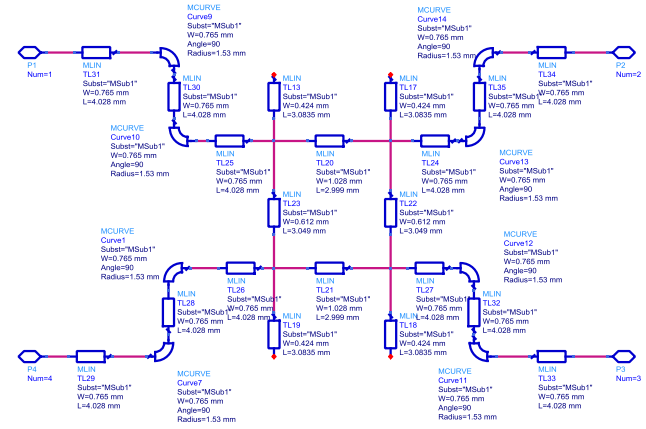 MCURVE
Curve9
Subst="MSub1"
W=0.765 mm
Angle=90
Radius=1.53 mm
MCURVE
Curve14
Subst="MSub1"
W=0.765 mm
Angle=90
Radius=1.53 mm
P1
Num=1
MLIN
TL31
Subst="MSub1"
W=0.765 mm
L=4.028 mm
MLIN
TL30
Subst="MSub1"
W=0.765 mm
L=4.028 mm
MLIN
TL13
Subst="MSub1"
W=0.424 mm
L=3.0835 mm
MLIN
TL17
Subst="MSub1"
W=0.424 mm
L=3.0835 mm
MLIN
TL35
Subst="MSub1"
W=0.765 mm
L=4.028 mm
MLIN
TL34
Subst="MSub1"
W=0.765 mm
L=4.028 mm
P2
Num=2
MCURVE
Curve10
Subst="MSub1"
W=0.765 mm
Angle=90
Radius=1.53 mm
MLIN
TL25
Subst="MSub1"
W=0.765 mm
L=4.028 mm
MLIN
TL20
Subst="MSub1"
W=1.028 mm
L=2.999 mm
MLIN
TL24
Subst="MSub1"
W=0.765 mm
L=4.028 mm
MCURVE
Curve13
Subst="MSub1"
W=0.765 mm
Angle=90
Radius=1.53 mm
MLIN
TL23
Subst="MSub1"
W=0.612 mm
L=3.049 mm
MLIN
TL22
Subst="MSub1"
W=0.612 mm
L=3.049 mm
MCURVE
Curve1
Subst="MSub1"
W=0.765 mm
Angle=90
Radius=1.53 mm
MCURVE
Curve12
Subst="MSub1"
W=0.765 mm
Angle=90
Radius=1.53 mm
MLIN
TL28
Subst="MSub1"
W=0.765 mm
L=4.028 mm
MLIN
TL26
Subst="MSub1"
W=0.765 mm
L=4.028 mm
MLIN
TL21
Subst="MSub1"
W=1.028 mm
L=2.999 mm
MLIN
TL27
Subst="MSub1"
W=0.765 mm
L=4.028 mm
MLIN
TL32
Subst="MSub1"
W=0.765 mm
L=4.028 mm
MLIN
TL19
Subst="MSub1"
W=0.424 mm
L=3.0835 mm
MLIN
TL18
Subst="MSub1"
W=0.424 mm
L=3.0835 mm
P4
Num=4
MLIN
TL29
Subst="MSub1"
W=0.765 mm
L=4.028 mm
MCURVE
Curve7
Subst="MSub1"
W=0.765 mm
Angle=90
Radius=1.53 mm
MCURVE
Curve11
Subst="MSub1"
W=0.765 mm
Angle=90
Radius=1.53 mm
MLIN
TL33
Subst="MSub1"
W=0.765 mm
L=4.028 mm
P3
Num=3